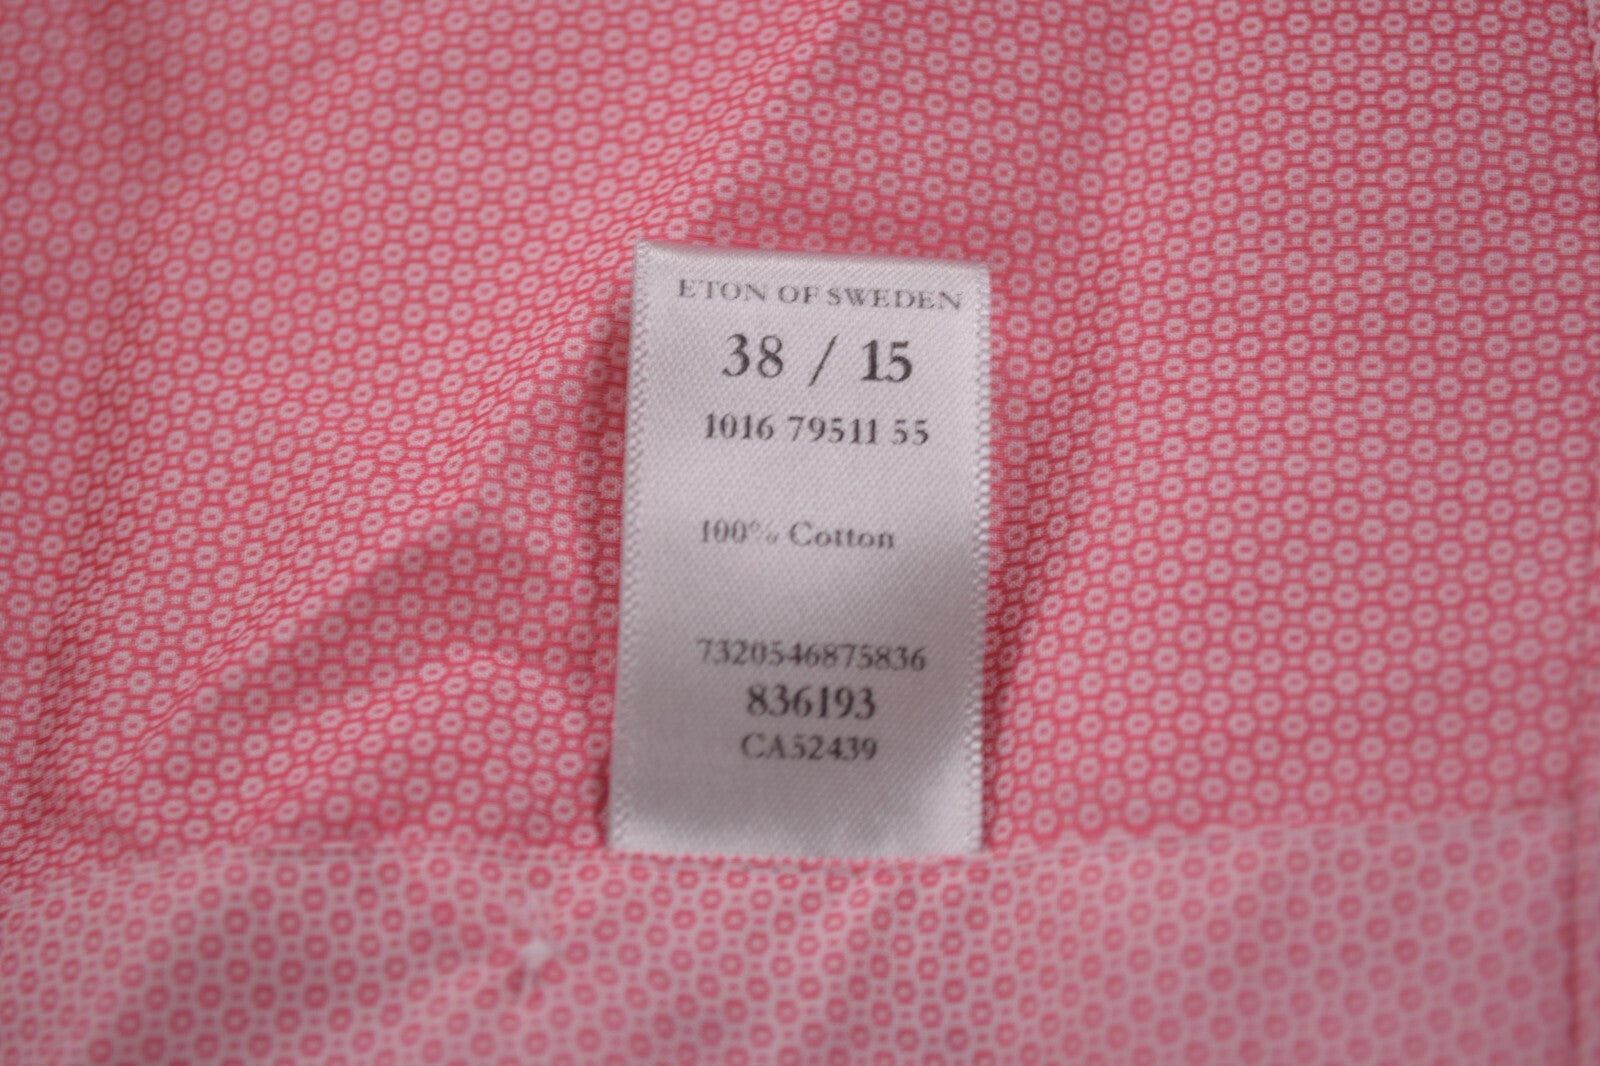 ETON OF SWEDEN
38 / 15
1016 79511 55
100% Cotton
7320546875836
836193
CA52439